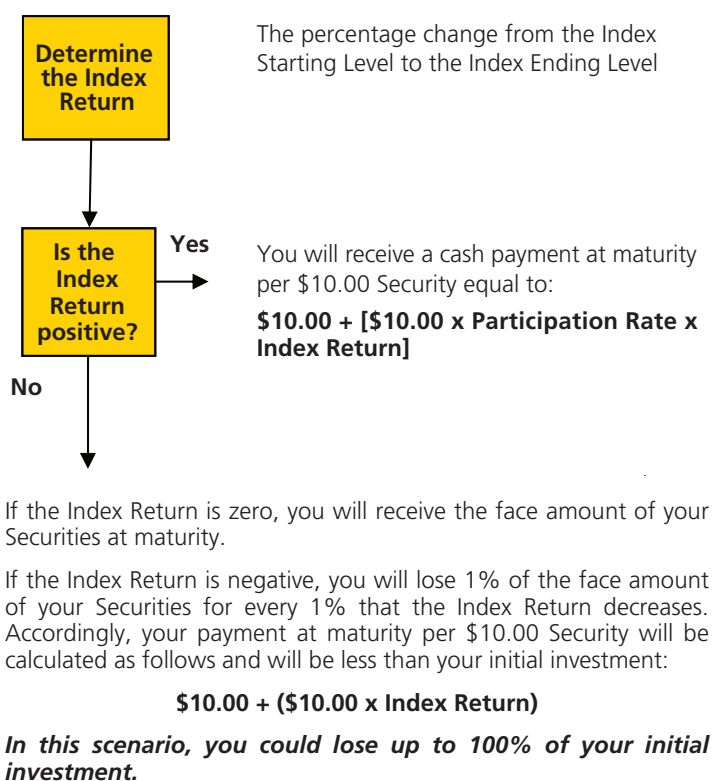 Determine
the Index
Return
The percentage change from the Index
Starting Level to the Index Ending Level
Is the
Index
Return
positive?
Yes
You will receive a cash payment at maturity
per $10.00 Security equal to:
$10.00 + [$10.00 x Participation Rate x
Index Return]
No
If the Index Return is zero, you will receive the face amount of your
Securities at maturity.
If the Index Return is negative, you will lose 1% of the face amount
of your Securities for every 1% that the Index Return decreases.
Accordingly, your payment at maturity per $10.00 Security will be
calculated as follows and will be less than your initial investment:
$10.00 + ($10.00 x Index Return)
In this scenario, you could lose up to 100% of your initial
investment.